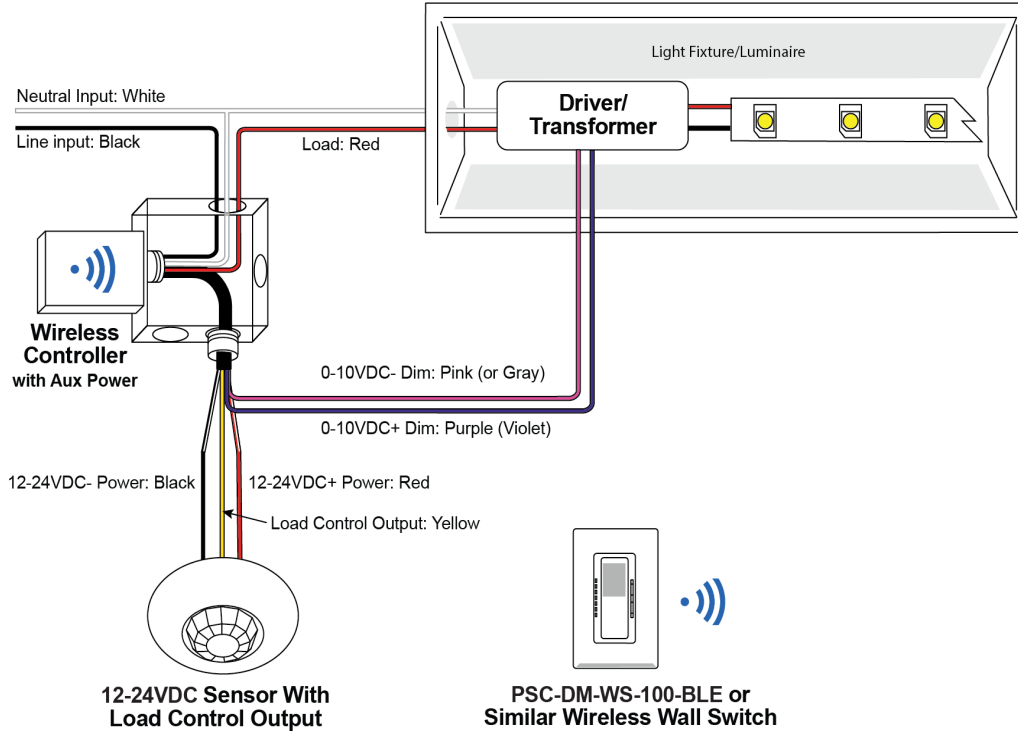 Light Fixture/Luminaire
Neutral Input: White
Line input: Black
Load: Red
Driver/
Transformer
Wireless
Controller
with Aux Power
0-10VDC- Dim: Pink (or Gray)
0-10VDC+ Dim: Purple (Violet)
12-24VDC- Power: Black
12-24VDC+ Power: Red
Load Control Output: Yellow
12-24VDC Sensor With
Load Control Output
PSC-DM-WS-100-BLE or
Similar Wireless Wall Switch